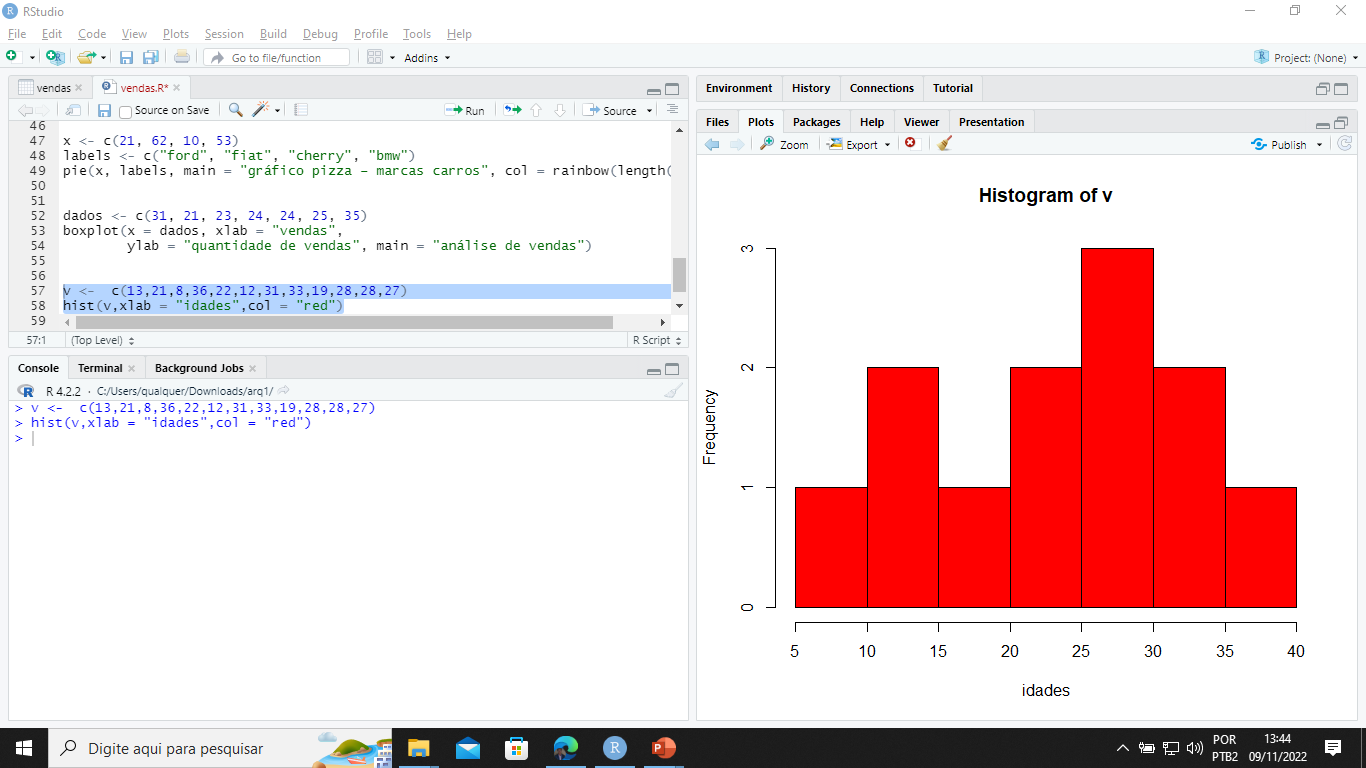 RStudio
File Edit Code View Plots Session Build Debug Profile Tools Help
Go to file/function Addins Project: (None)
vendas vendas.R*
Source on Save Run Source
46
47 x <- c(21, 62, 10, 53)
48 labels <- c("ford", "fiat", "cherry", "bmw")
49 pie(x, labels, main = "gráfico pizza - marcas carros", col = rainbow(length(
50
51
52 dados <- c(31, 21, 23, 24, 24, 25, 35)
53 boxplot(x = dados, xlab = "vendas",
54 ylab = "quantidade de vendas", main = "análise de vendas")
55
56
57 v <-  c(13,21,8,36,22,12,31,33,19,28,28,27)
58 hist(v,xlab = "idades",col = "red")
59
57:1 (Top Level) R Script
Console Terminal Background Jobs
R 4.2.2 · C:/Users/qualquer/Downloads/arq1/
> v <-  c(13,21,8,36,22,12,31,33,19,28,28,27)
> hist(v,xlab = "idades",col = "red")
>
Environment History Connections Tutorial
Files Plots Packages Help Viewer Presentation
Zoom Export Publish
Histogram of v
Frequency
3
2
1
0
5 10 15 20 25 30 35 40
idades
Digite aqui para pesquisar
POR
PTB2
13:44
09/11/2022